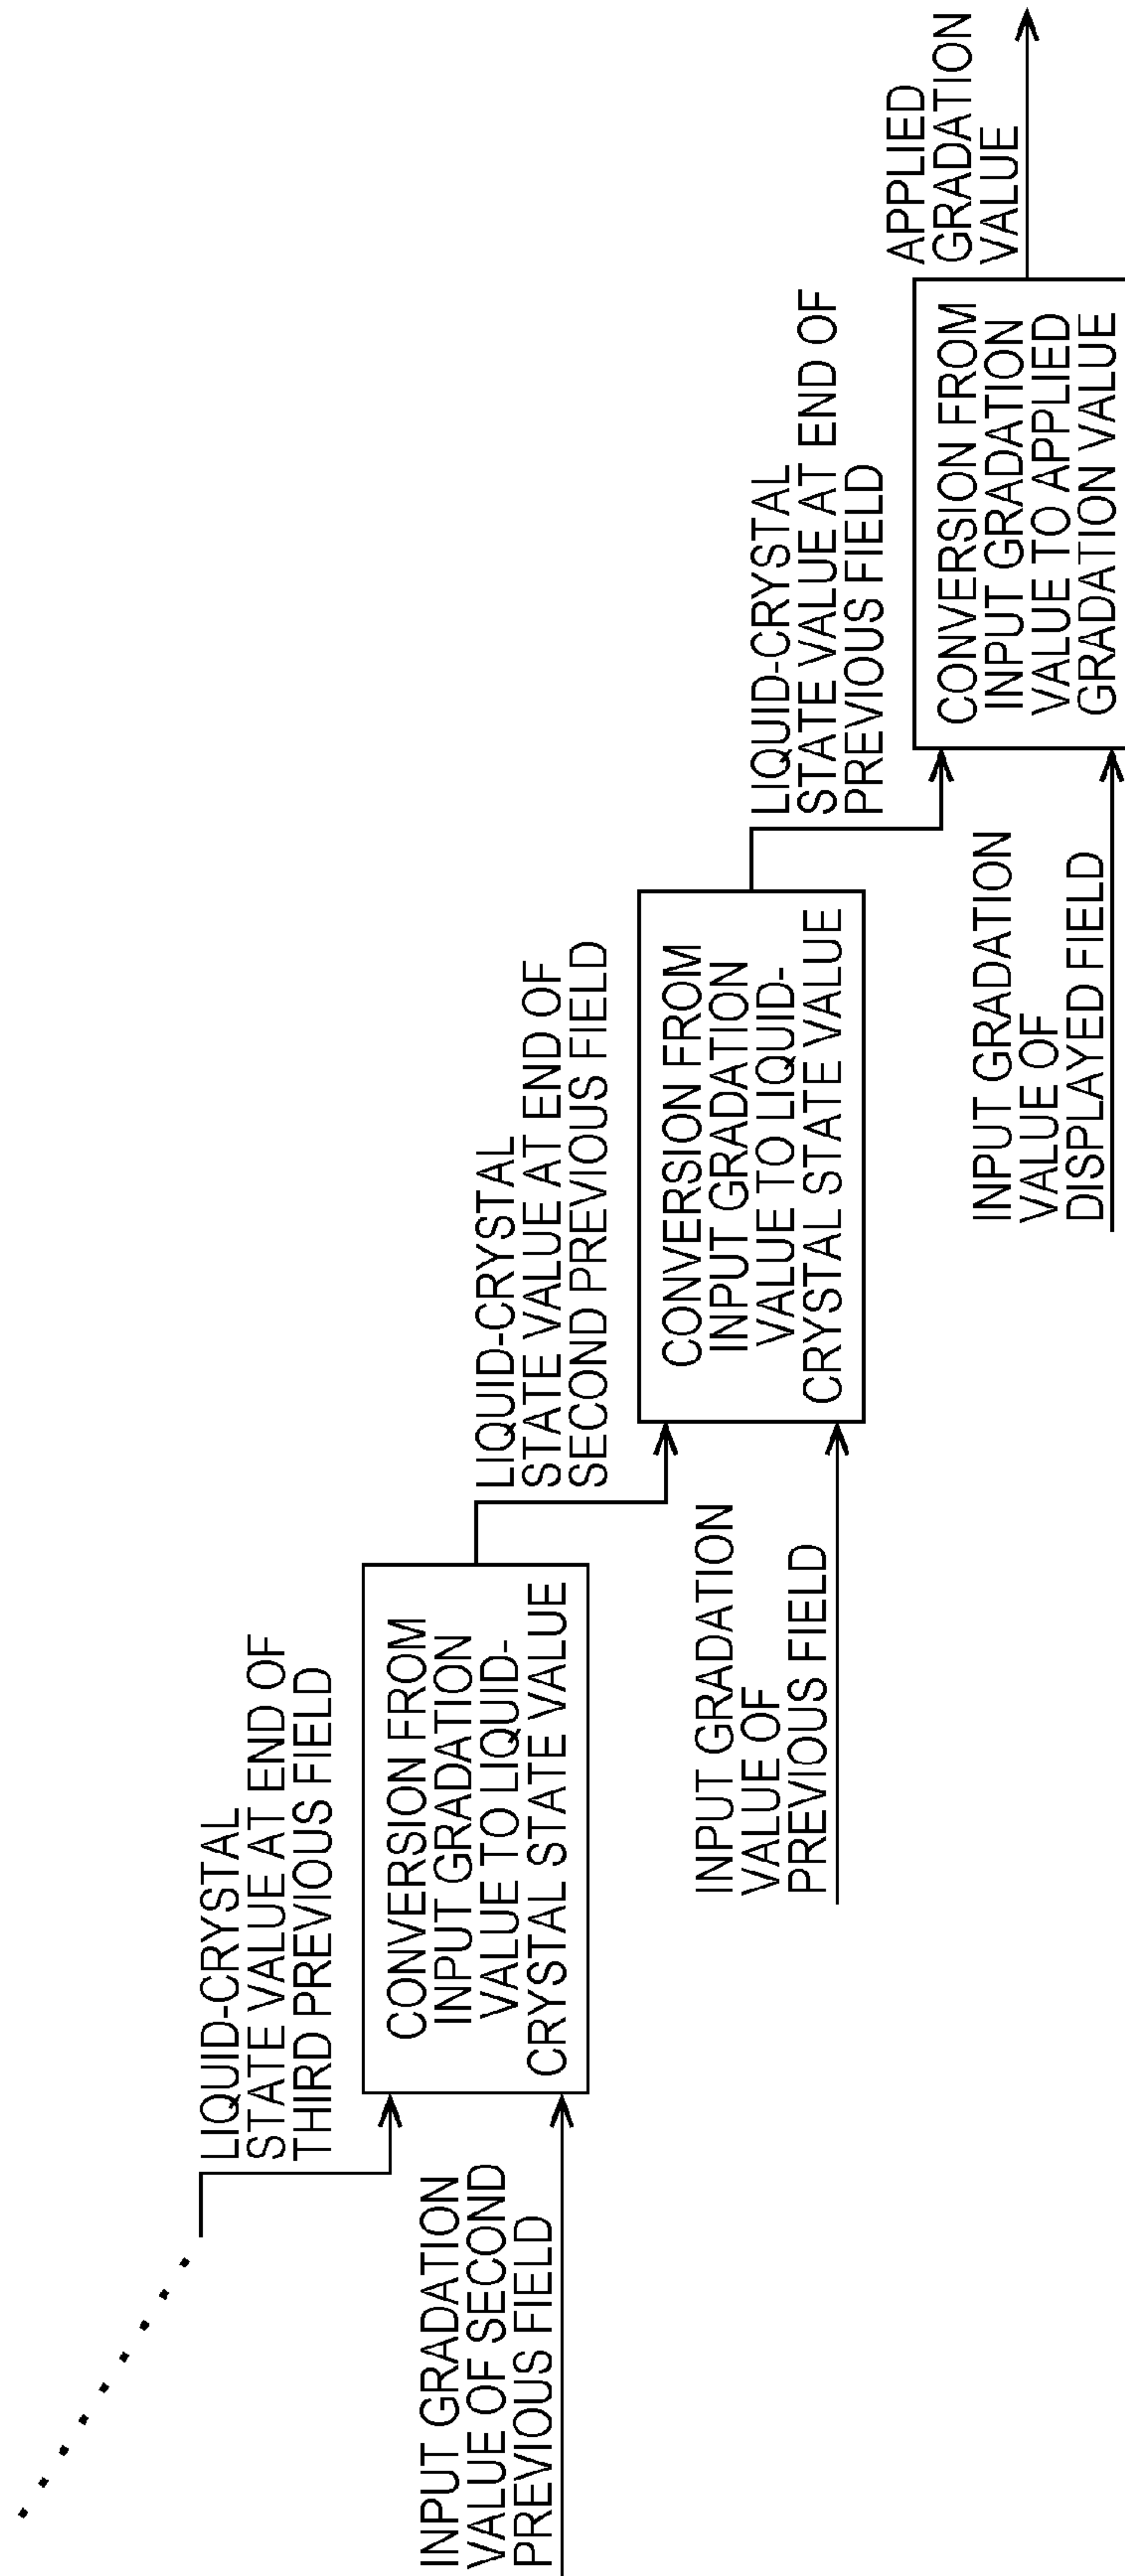 LIQUID-CRYSTAL
STATE VALUE AT END OF
THIRD PREVIOUS FIELD
INPUT GRADATION
VALUE OF SECOND
PREVIOUS FIELD
CONVERSION FROM
INPUT GRADATION
VALUE TO LIQUID-
CRYSTAL STATE VALUE
LIQUID-CRYSTAL
STATE VALUE AT END OF
SECOND PREVIOUS FIELD
INPUT GRADATION
VALUE OF
PREVIOUS FIELD
CONVERSION FROM
INPUT GRADATION
VALUE TO LIQUID-
CRYSTAL STATE VALUE
LIQUID-CRYSTAL
STATE VALUE AT END OF
PREVIOUS FIELD
INPUT GRADATION
VALUE OF
DISPLAYED FIELD
CONVERSION FROM
INPUT GRADATION
VALUE TO APPLIED
GRADATION VALUE
APPLIED
GRADATION
VALUE